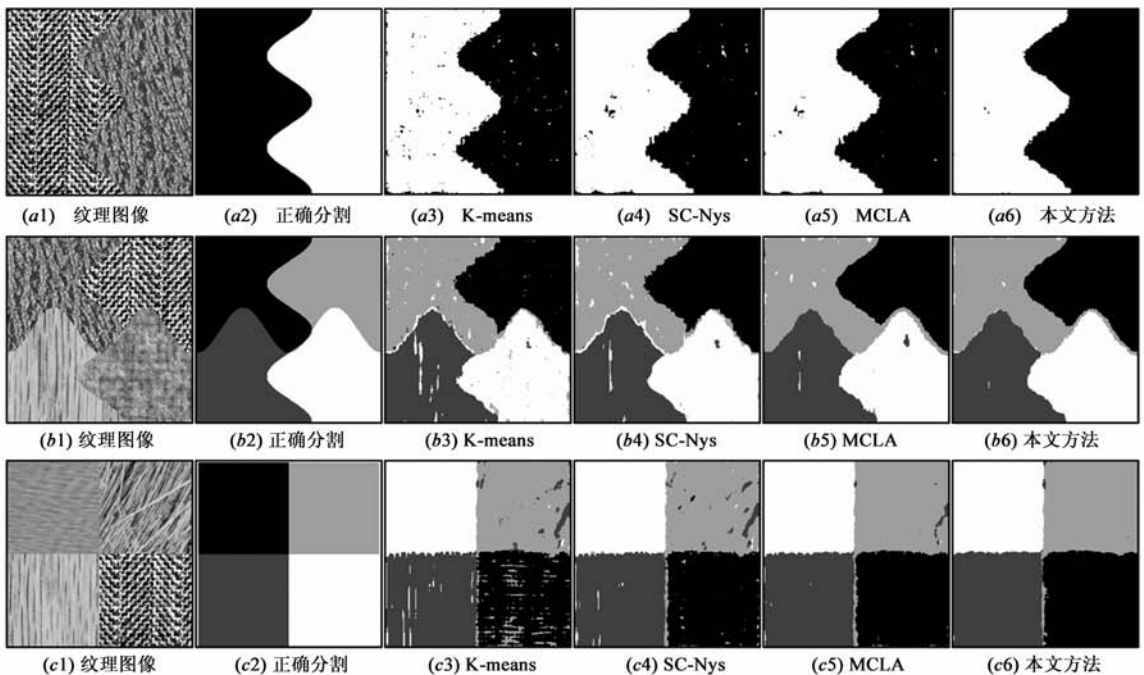 (a1) 纹理图像 (a2) 正确分割 (a3) K-means (a4) SC-Nys (a5) MCLA (a6) 本文方法
(b1) 纹理图像 (b2) 正确分割 (b3) K-means (b4) SC-Nys (b5) MCLA (b6) 本文方法
(c1) 纹理图像 (c2) 正确分割 (c3) K-means (c4) SC-Nys (c5) MCLA (c6) 本文方法